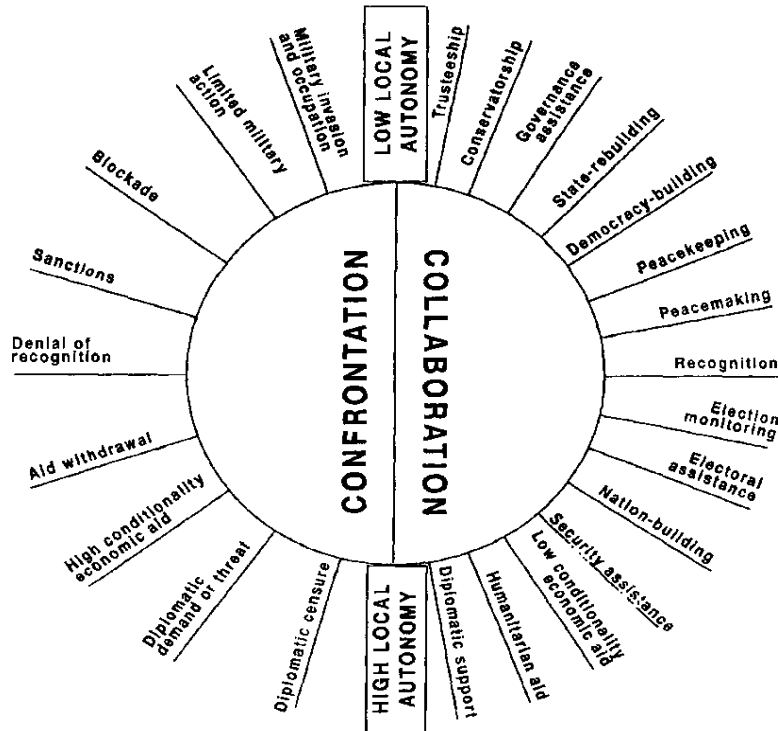 LOW LOCAL
AUTONOMY
Trusteeship
Conservatorship
Governance
assistance
State-rebuilding
Democracy-building
Peacekeeping
Peacemaking
Recognition
Election
monitoring
Electoral
assistance
Nation-building
Security assistance
Low conditionality
economic aid
Humanitarian aid
Diplomatic support
HIGH LOCAL
AUTONOMY
Diplomatic censure
Diplomatic
demand or threat
High conditionality
economic aid
Aid withdrawal
Denial of
recognition
Sanctions
Blockade
Limited military
action
Military invasion
and occupation
CONFRONTATION
COLLABORATION